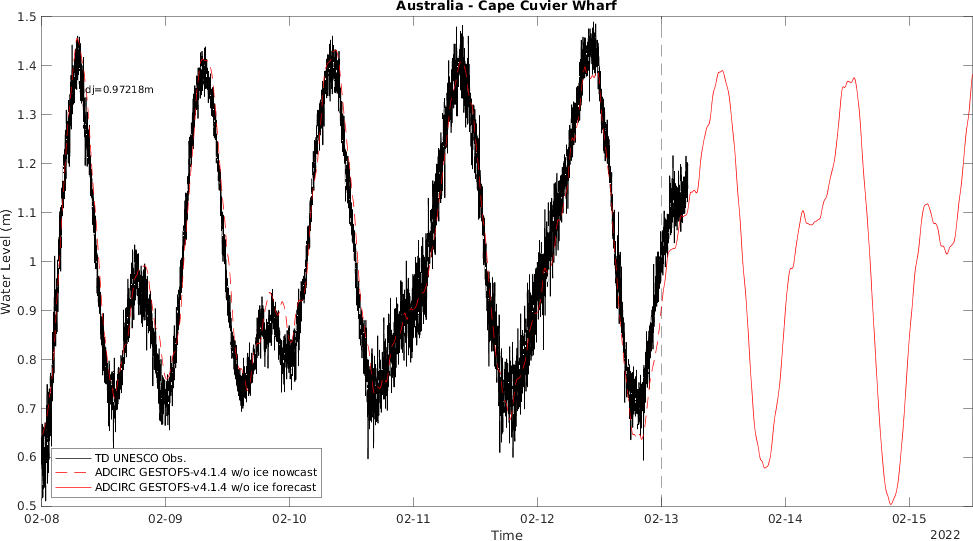 Australia - Cape Cuvier Wharf
1.5
1.4
dj=0.97218m
1.3
1.2
1.1
1
0.9
0.8
0.7
0.6
0.5
Water Level (m)
TD UNESCO Obs.
ADCIRC GESTOFS-v4.1.4 w/o ice nowcast
ADCIRC GESTOFS-v4.1.4 w/o ice forecast
02-08 02-09 02-10 02-11 02-12 02-13 02-14 02-15
Time
2022